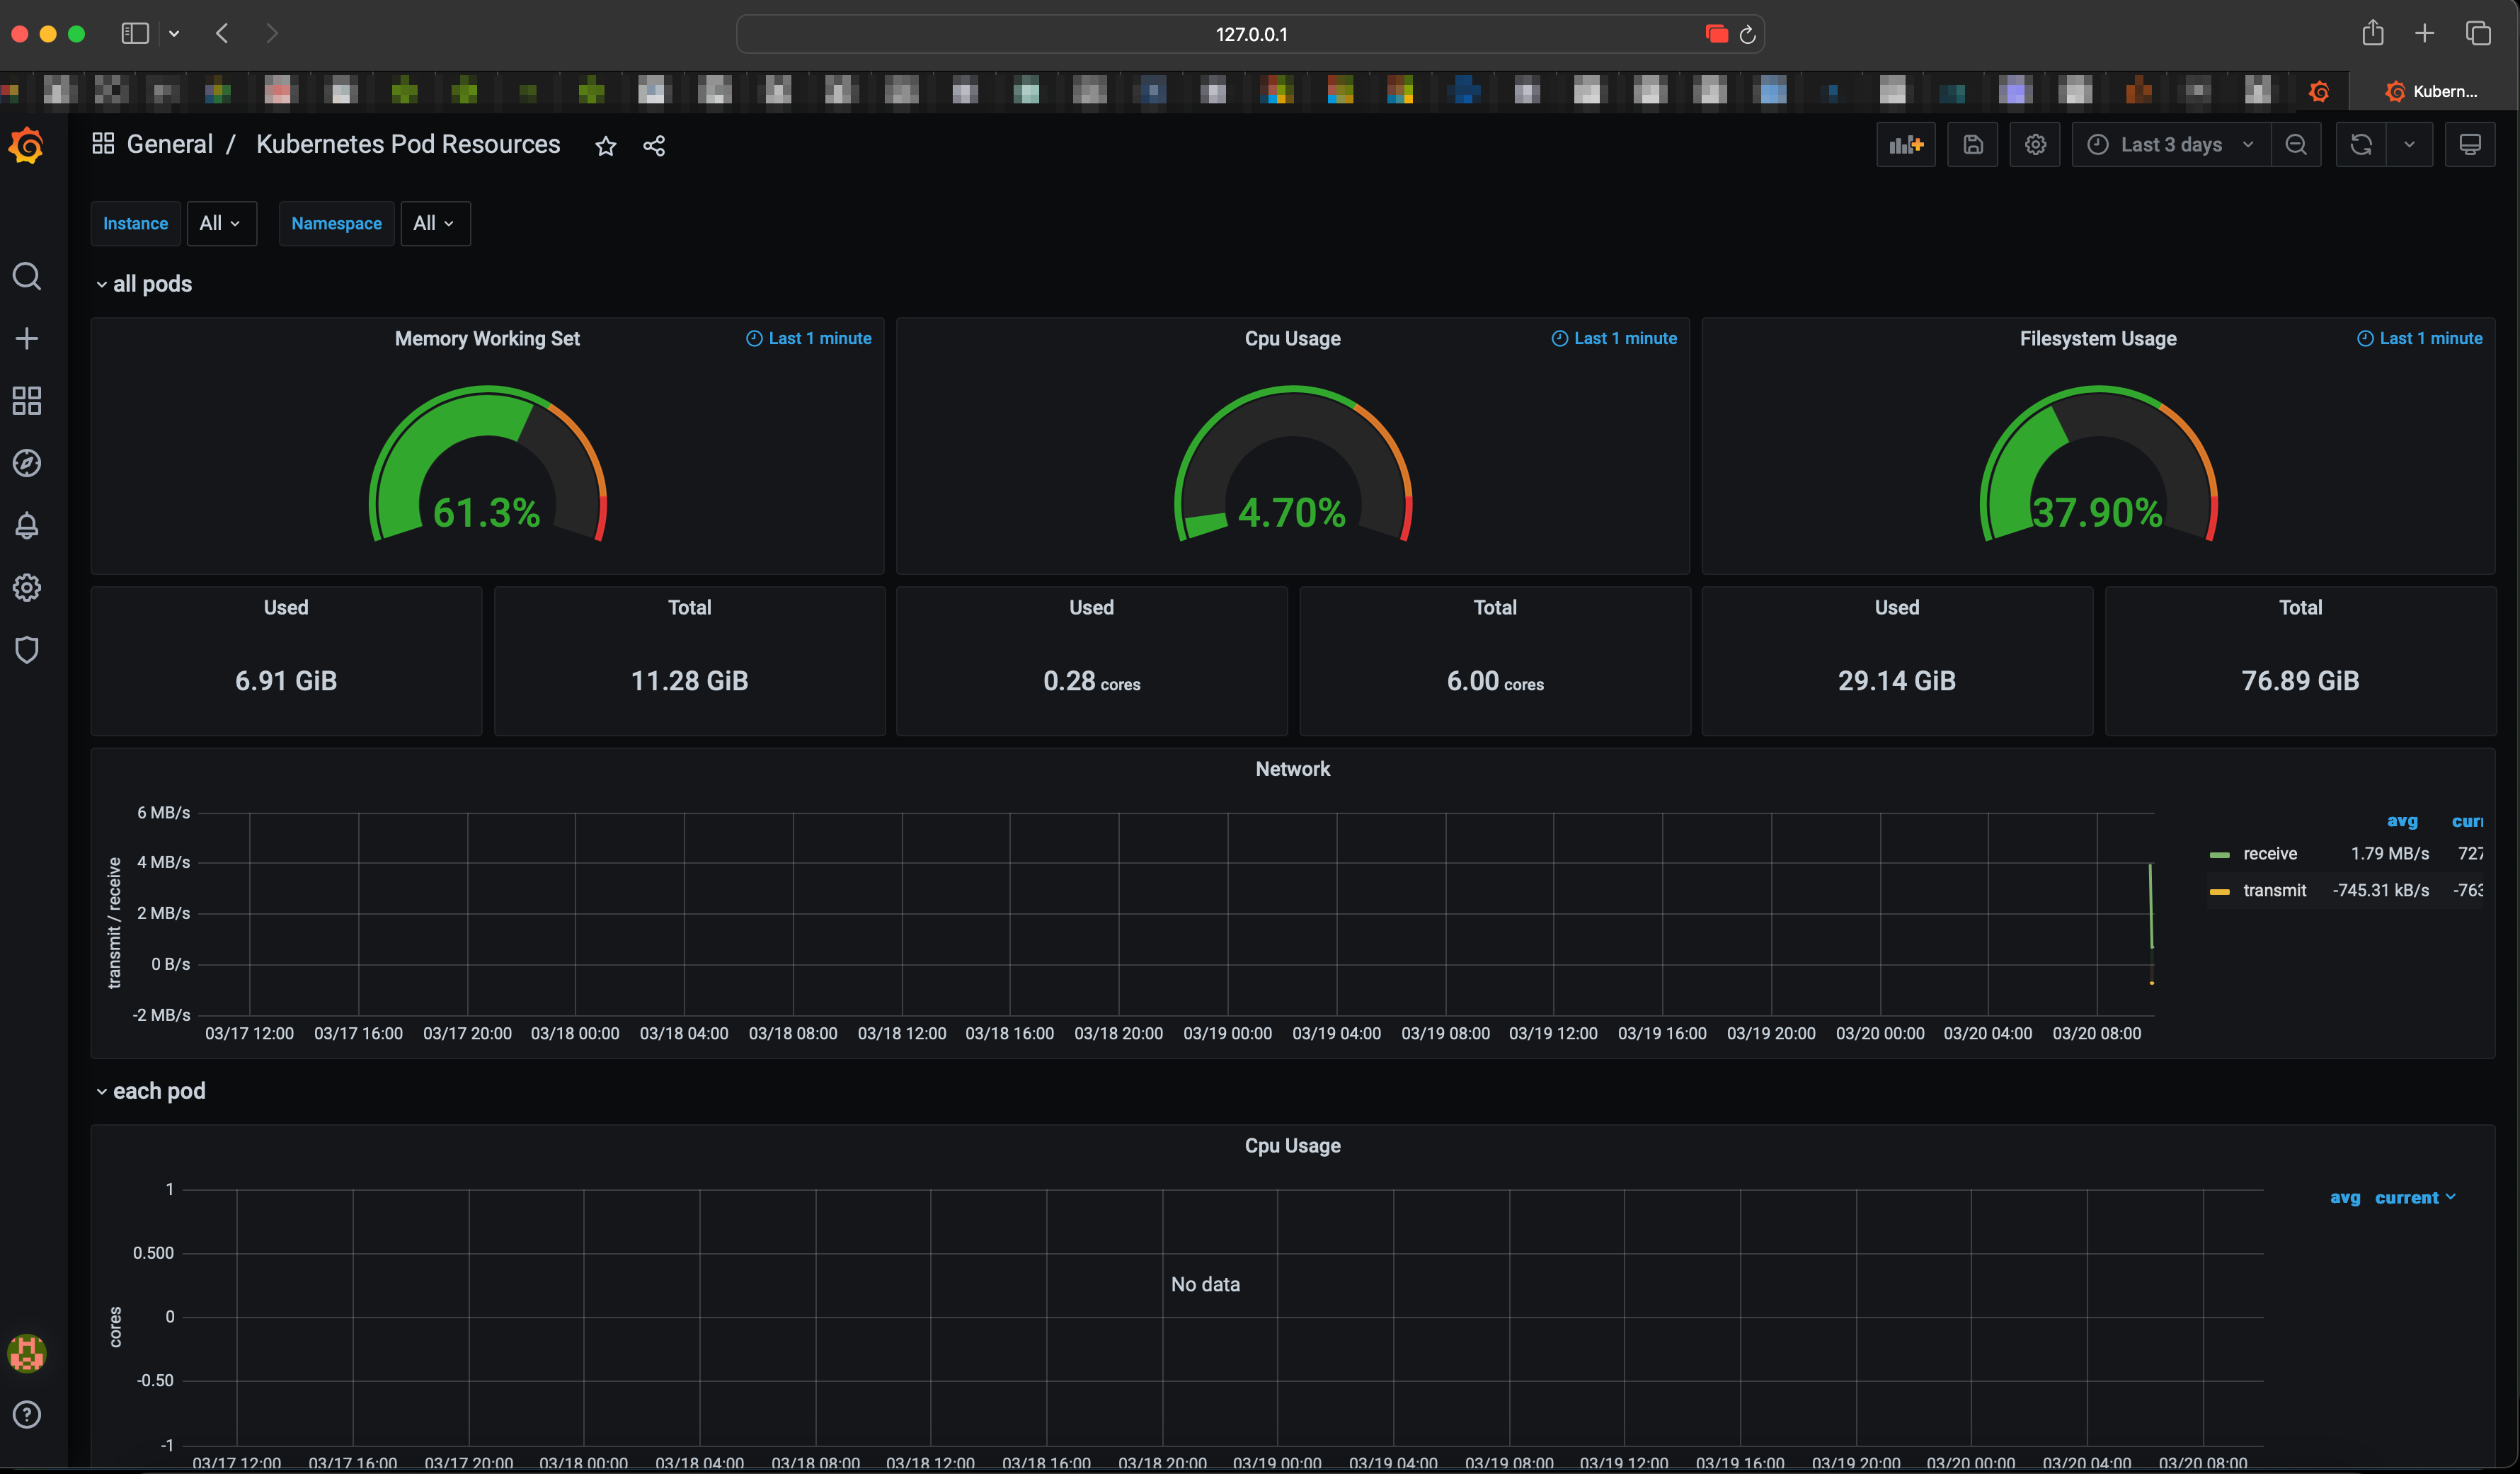 127.0.0.1
Kubern...
General / Kubernetes Pod Resources
Last 3 days
Instance All Namespace All
all pods
Memory Working Set Last 1 minute
Cpu Usage Last 1 minute
Filesystem Usage Last 1 minute
61.3%
4.70%
37.90%
Used Total Used Total Used Total
6.91 GiB 11.28 GiB 0.28 cores 6.00 cores 29.14 GiB 76.89 GiB
Network
transmit / receive
6 MB/s
4 MB/s
2 MB/s
0 B/s
-2 MB/s
03/17 12:00 03/17 16:00 03/17 20:00 03/18 00:00 03/18 04:00 03/18 08:00 03/18 12:00 03/18 16:00 03/18 20:00 03/19 00:00 03/19 04:00 03/19 08:00 03/19 12:00 03/19 16:00 03/19 20:00 03/20 00:00 03/20 04:00 03/20 08:00
avg curr
receive 1.79 MB/s 727
transmit -745.31 kB/s -763
each pod
Cpu Usage
cores
1
0.500
0
-0.50
-1
No data
avg current
03/17 12:00 03/17 16:00 03/17 20:00 03/18 00:00 03/18 04:00 03/18 08:00 03/18 12:00 03/18 16:00 03/18 20:00 03/19 00:00 03/19 04:00 03/19 08:00 03/19 12:00 03/19 16:00 03/19 20:00 03/20 00:00 03/20 04:00 03/20 08:00